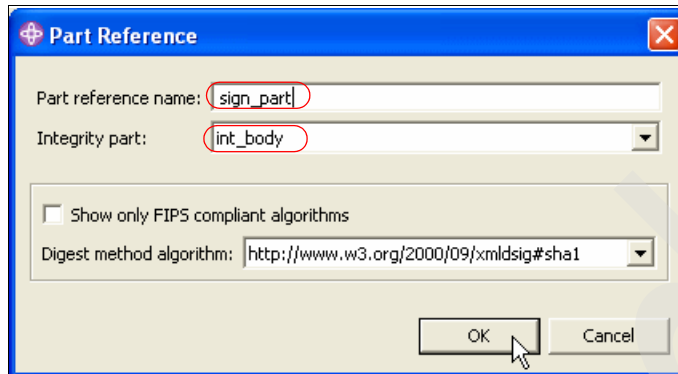 Part Reference
Part reference name: sign_part
Integrity part: int_body
Show only FIPS compliant algorithms
Digest method algorithm: http://www.w3.org/2000/09/xmldsig#sha1
OK Cancel